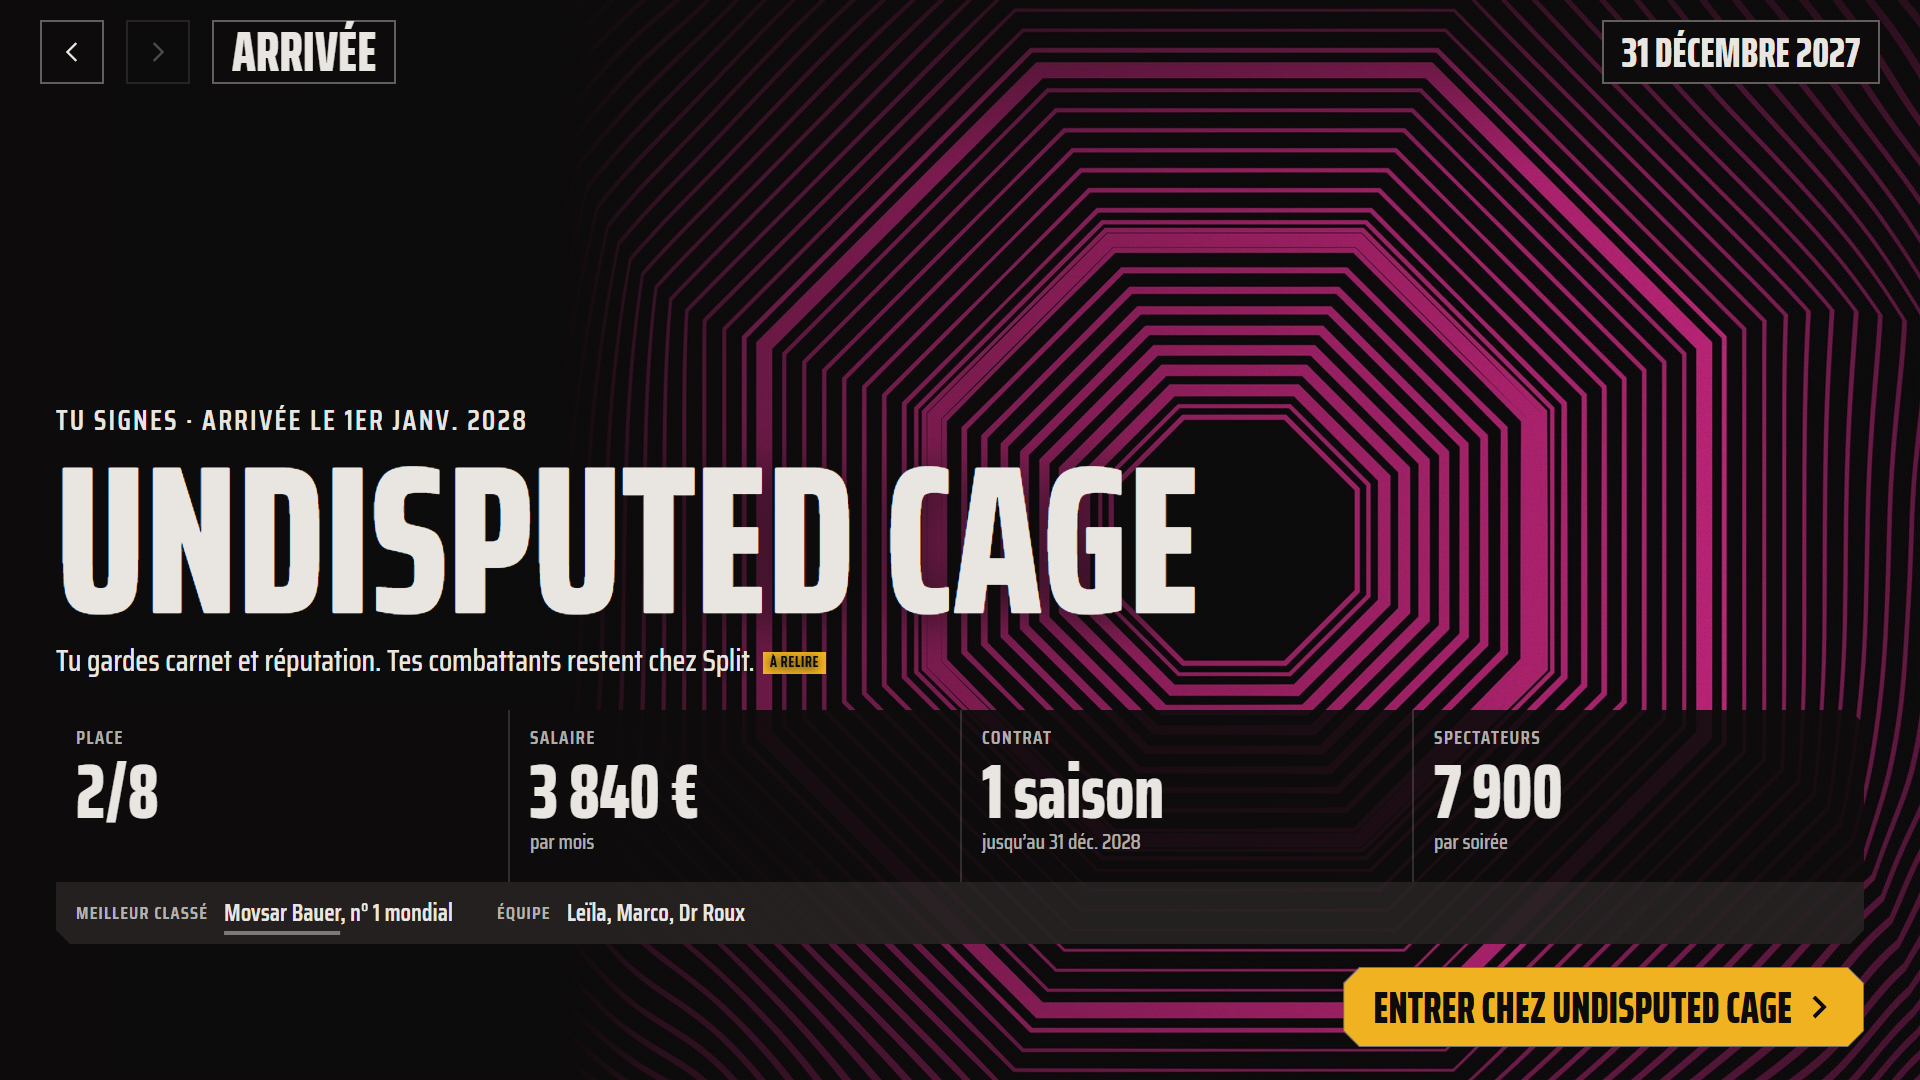 ARRIVÉE
31 DÉCEMBRE 2027
TU SIGNES · ARRIVÉE LE 1ER JANV. 2028
UNDISPUTED CAGE
Tu gardes carnet et réputation. Tes combattants restent chez Split. À RELIRE
PLACE
2/8
SALAIRE
3 840 €
par mois
CONTRAT
1 saison
jusqu’au 31 déc. 2028
SPECTATEURS
7 900
par soirée
MEILLEUR CLASSÉ Movsar Bauer, nº 1 mondial ÉQUIPE Leïla, Marco, Dr Roux
ENTRER CHEZ UNDISPUTED CAGE